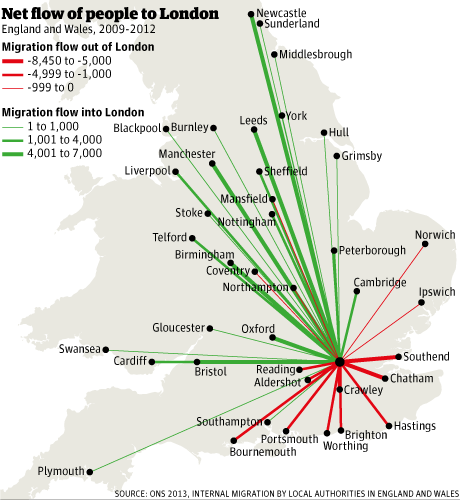 Net flow of people to London
England and Wales, 2009-2012
Migration flow out of London
-8,450 to -5,000
-4,999 to -1,000
-999 to 0
Migration flow into London
1 to 1,000
1,001 to 4,000
4,001 to 7,000
Newcastle
Sunderland
Middlesbrough
York
Leeds
Hull
Blackpool
Burnley
Grimsby
Manchester
Liverpool
Sheffield
Mansfield
Stoke
Nottingham
Telford
Norwich
Birmingham
Peterborough
Coventry
Northampton
Cambridge
Ipswich
Gloucester
Oxford
Swansea
Cardiff
Bristol
Southend
Reading
Aldershot
Chatham
Crawley
Southampton
Hastings
Portsmouth
Brighton
Bournemouth
Worthing
Plymouth
SOURCE: ONS 2013, INTERNAL MIGRATION BY LOCAL AUTHORITIES IN ENGLAND AND WALES